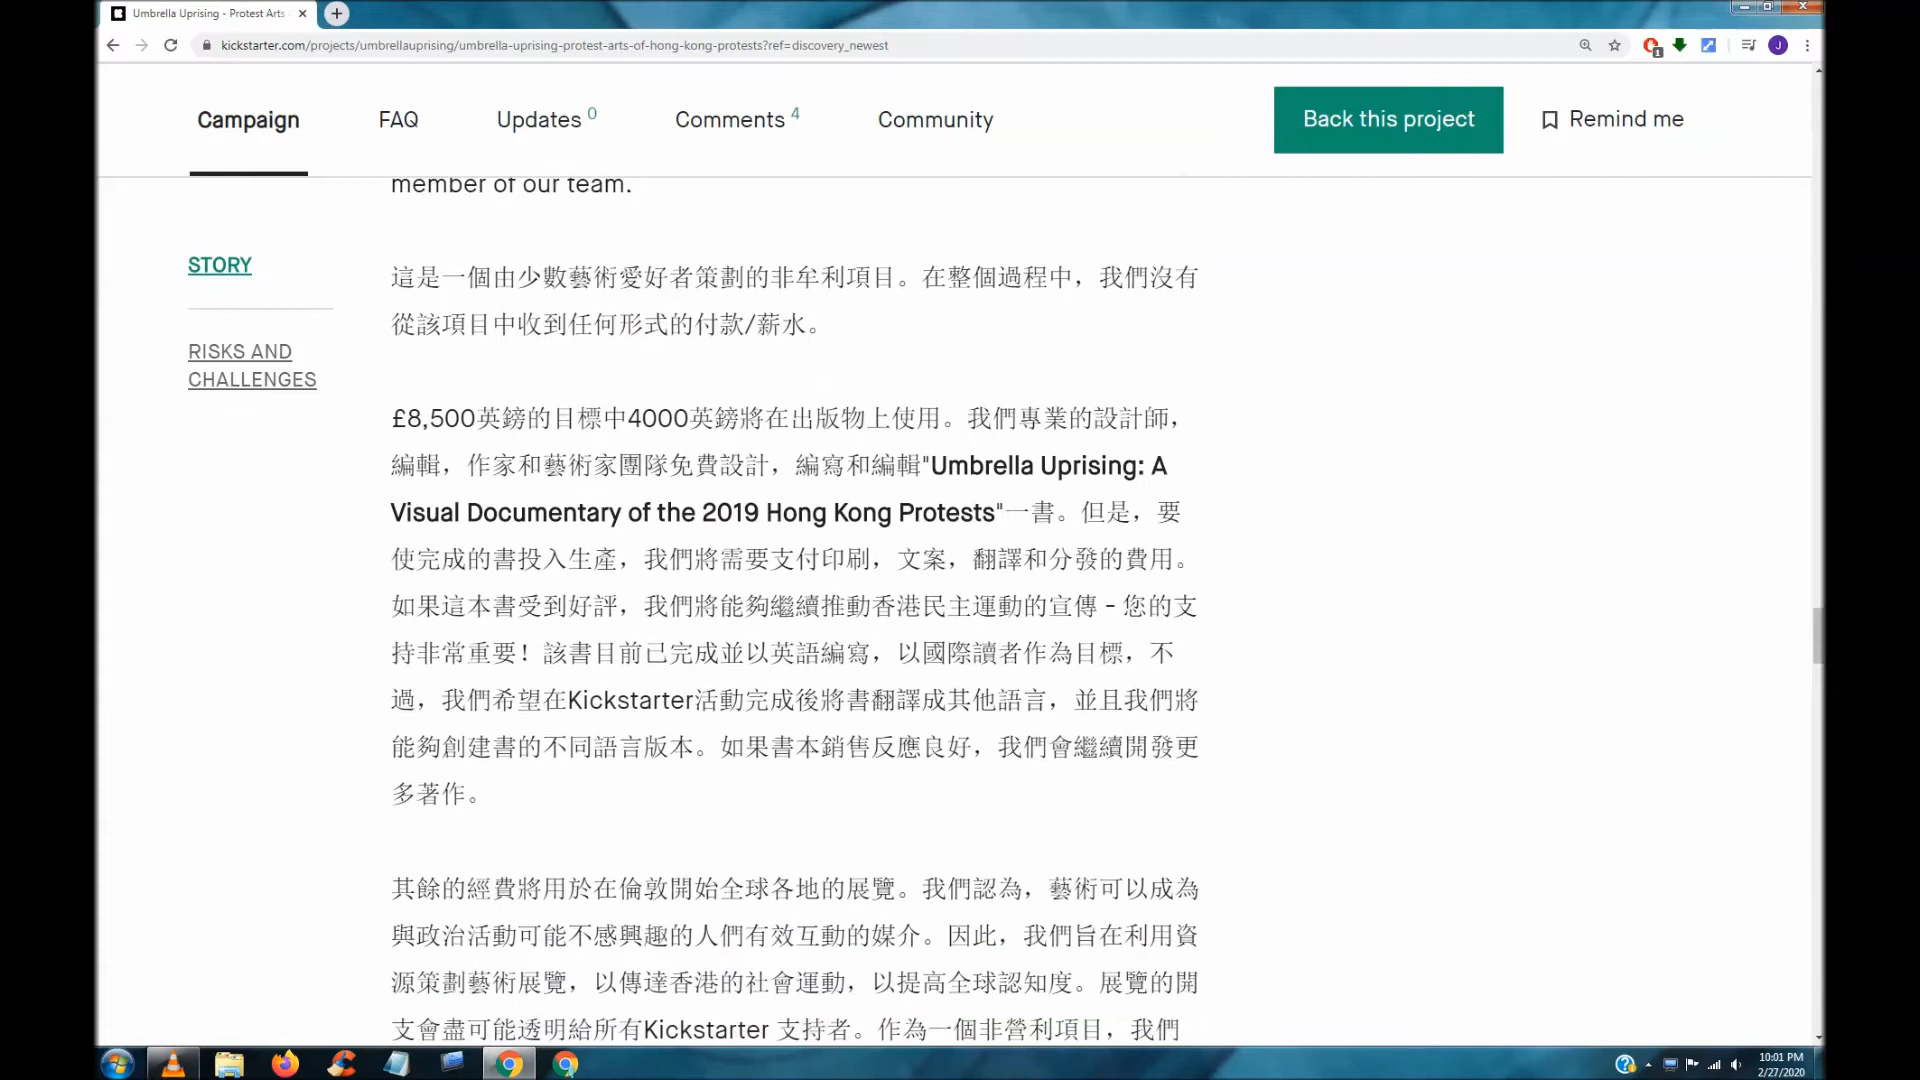 Umbrella Uprising - Protest Arts
kickstarter.com/projects/umbrellauprising/umbrella-uprising-protest-arts-of-hong-kong-protests?ref=discovery_newest
1
J
Campaign
FAQ
Updates 0
Comments 4
Community
Back this project
Remind me
member of our team.
STORY
RISKS AND
CHALLENGES
這是一個由少數藝術愛好者策劃的非牟利項目。在整個過程中，我們沒有
從該項目中收到任何形式的付款/薪水。
£8,500英鎊的目標中4000英鎊將在出版物上使用。我們專業的設計師，
編輯，作家和藝術家團隊免費設計，編寫和編輯"Umbrella Uprising: A
Visual Documentary of the 2019 Hong Kong Protests"一書。但是，要
使完成的書投入生產，我們將需要支付印刷，文案，翻譯和分發的費用。
如果這本書受到好評，我們將能夠繼續推動香港民主運動的宣傳 - 您的支
持非常重要！該書目前已完成並以英語編寫，以國際讀者作為目標，不
過，我們希望在Kickstarter活動完成後將書翻譯成其他語言，並且我們將
能夠創建書的不同語言版本。如果書本銷售反應良好，我們會繼續開發更
多著作。
其餘的經費將用於在倫敦開始全球各地的展覽。我們認為，藝術可以成為
與政治活動可能不感興趣的人們有效互動的媒介。因此，我們旨在利用資
源策劃藝術展覽，以傳達香港的社會運動，以提高全球認知度。展覽的開
支會盡可能透明給所有Kickstarter 支持者。作為一個非營利項目，我們
10:01 PM
2/27/2020